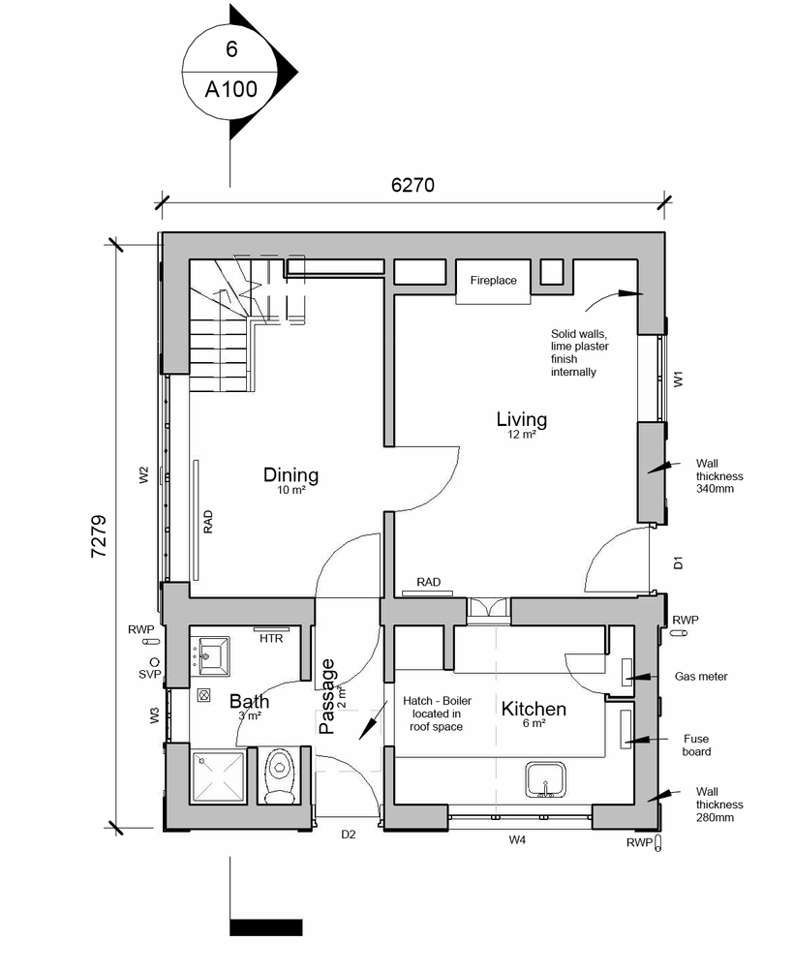 6
A100
6270
Fireplace
Solid walls,
lime plaster
finish
internally
W1
Living
12 m²
Wall
thickness
340mm
W2
Dining
10 m²
RAD
7279
D1
RAD
RWP
SVP
HTR
RWP
Bath
3 m²
Passage
2 m²
Gas meter
Hatch - Boiler
located in
roof space
Kitchen
6 m²
W3
Fuse
board
Wall
thickness
280mm
D2
W4
RWP